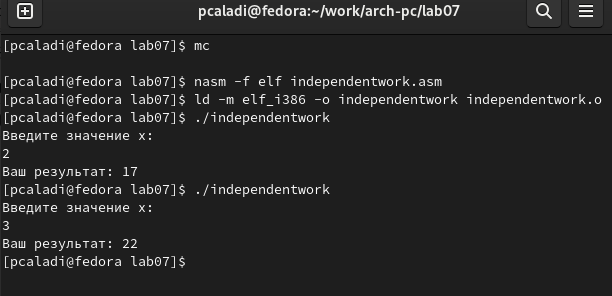 pcaladi@fedora:~/work/arch-pc/lab07
[pcaladi@fedora lab07]$ mc
[pcaladi@fedora lab07]$ nasm -f elf independentwork.asm
[pcaladi@fedora lab07]$ ld -m elf_i386 -o independentwork independentwork.o
[pcaladi@fedora lab07]$ ./independentwork
Введите значение x:
2
Ваш результат: 17
[pcaladi@fedora lab07]$ ./independentwork
Введите значение x:
3
Ваш результат: 22
[pcaladi@fedora lab07]$